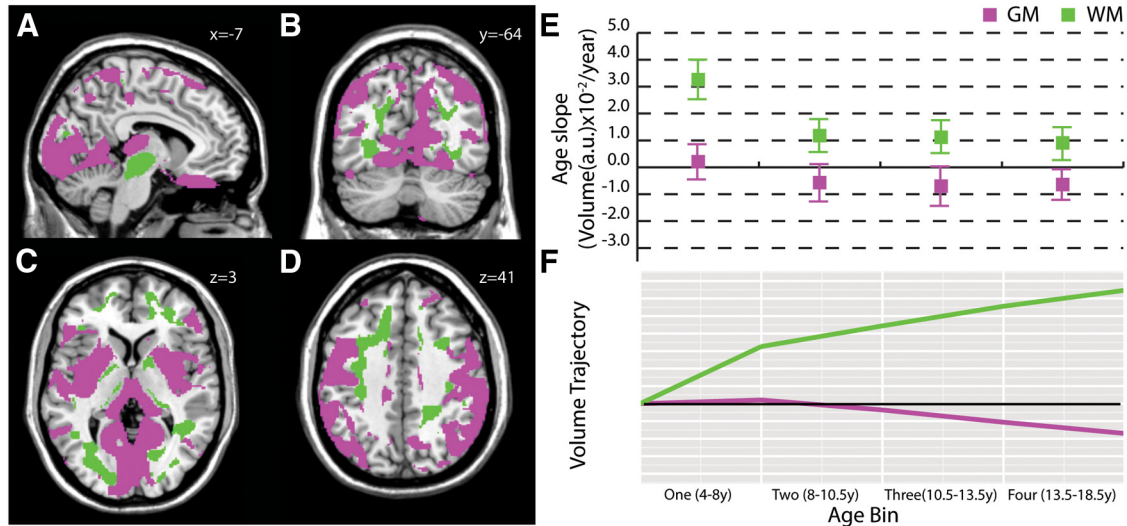 A
x=-7
B
y=-64
C
z=3
D
z=41
E
GM
WM
5.0
4.0
3.0
2.0
1.0
0.0
-1.0
-2.0
-3.0
Age slope
(Volume(a.u.)x10-2/year)
F
Volume Trajectory
One (4-8y) Two (8-10.5y) Three(10.5-13.5y) Four (13.5-18.5y)
Age Bin